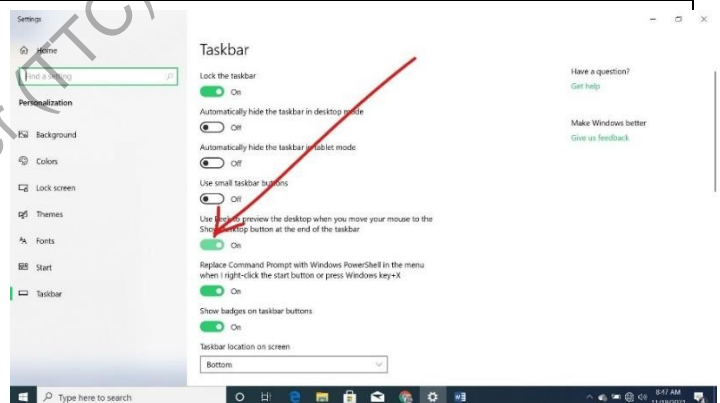 (TTC)
Settings
Home
Find a setting
Personalization
Background
Colors
Lock screen
Themes
Fonts
Start
Taskbar
Taskbar
Lock the taskbar
On
Automatically hide the taskbar in desktop mode
Off
Automatically hide the taskbar in tablet mode
Off
Use small taskbar buttons
Off
Use Peek to preview the desktop when you move your mouse to the
Show desktop button at the end of the taskbar
On
Replace Command Prompt with Windows PowerShell in the menu
when I right-click the start button or press Windows key+X
On
Show badges on taskbar buttons
On
Taskbar location on screen
Bottom
Have a question?
Get help
Make Windows better
Give us feedback
Type here to search
8:47 AM
11/18/2021